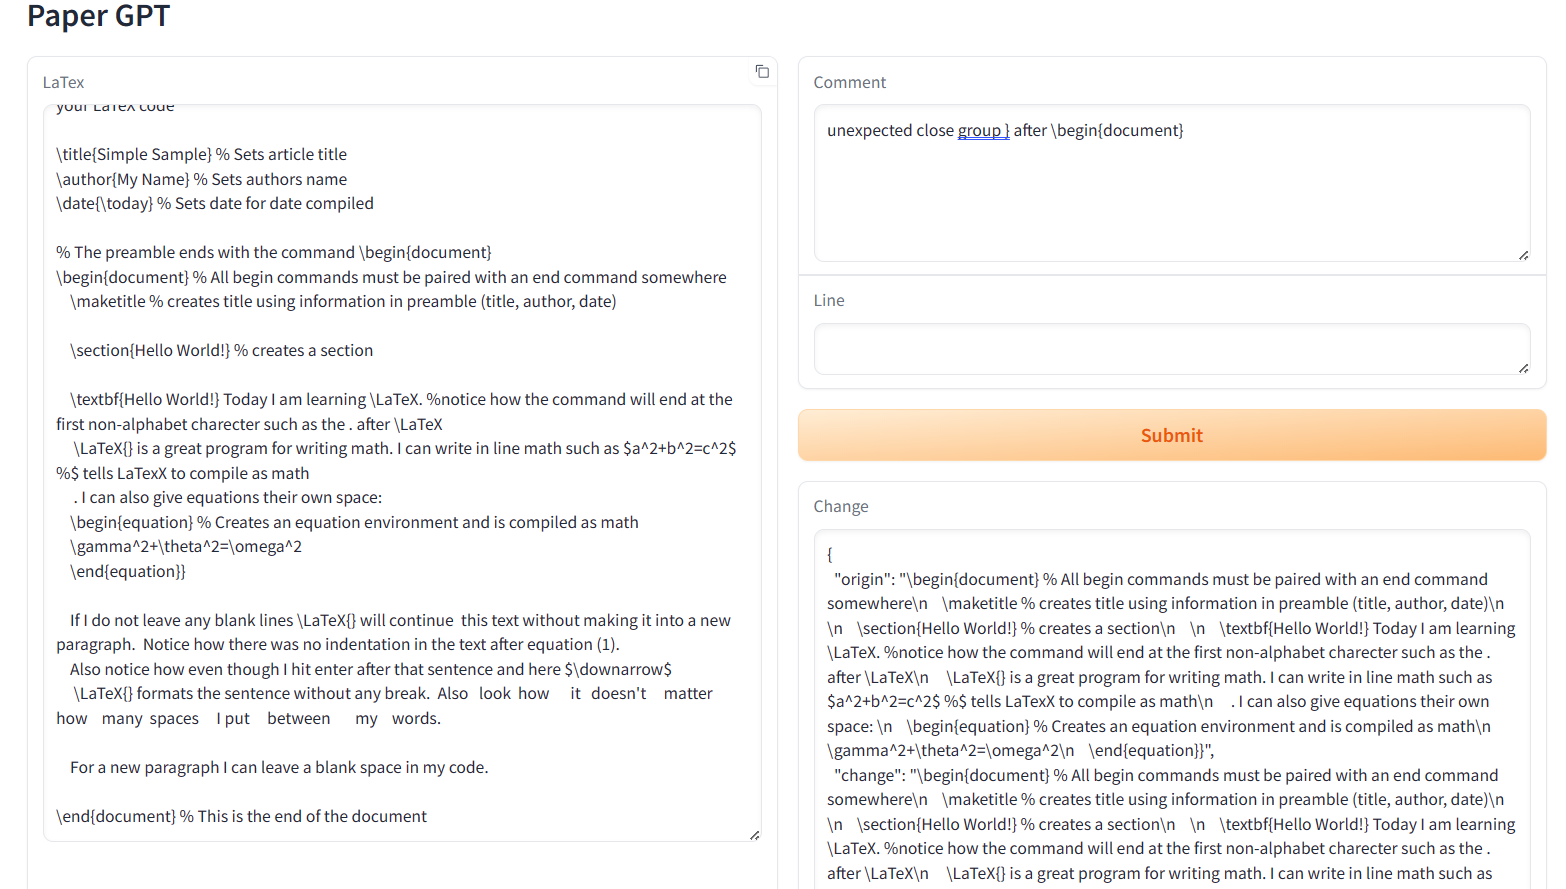 Paper GPT
LaTex
your LaTeX code
\title{Simple Sample} % Sets article title
\author{My Name} % Sets authors name
\date{\today} % Sets date for date compiled
% The preamble ends with the command \begin{document}
\begin{document} % All begin commands must be paired with an end command somewhere
\maketitle % creates title using information in preamble (title, author, date)
\section{Hello World!} % creates a section
\textbf{Hello World!} Today I am learning \LaTeX. %notice how the command will end at the
first non-alphabet charecter such as the . after \LaTeX
\LaTeX{} is a great program for writing math. I can write in line math such as $a^2+b^2=c^2$
%$ tells LaTexX to compile as math
. I can also give equations their own space:
\begin{equation} % Creates an equation environment and is compiled as math
\gamma^2+\theta^2=\omega^2
\end{equation}}
If I do not leave any blank lines \LaTeX{} will continue  this text without making it into a new
paragraph.  Notice how there was no indentation in the text after equation (1).
Also notice how even though I hit enter after that sentence and here $\downarrow$
\LaTeX{} formats the sentence without any break.  Also   look  how      it   doesn't     matter
how    many  spaces     I put     between       my    words.
For a new paragraph I can leave a blank space in my code.
\end{document} % This is the end of the document
Comment
unexpected close group } after \begin{document}
Line
Submit
Change
{
"origin": "\begin{document} % All begin commands must be paired with an end command
somewhere\n    \maketitle % creates title using information in preamble (title, author, date)\n
\n    \section{Hello World!} % creates a section\n    \n    \textbf{Hello World!} Today I am learning
\LaTeX. %notice how the command will end at the first non-alphabet charecter such as the .
after \LaTeX\n     \LaTeX{} is a great program for writing math. I can write in line math such as
$a^2+b^2=c^2$ %$ tells LaTexX to compile as math\n     . I can also give equations their own
space: \n    \begin{equation} % Creates an equation environment and is compiled as math\n
\gamma^2+\theta^2=\omega^2\n    \end{equation}}",
"change": "\begin{document} % All begin commands must be paired with an end command
somewhere\n    \maketitle % creates title using information in preamble (title, author, date)\n
\n    \section{Hello World!} % creates a section\n    \n    \textbf{Hello World!} Today I am learning
\LaTeX. %notice how the command will end at the first non-alphabet charecter such as the .
after \LaTeX\n     \LaTeX{} is a great program for writing math. I can write in line math such as